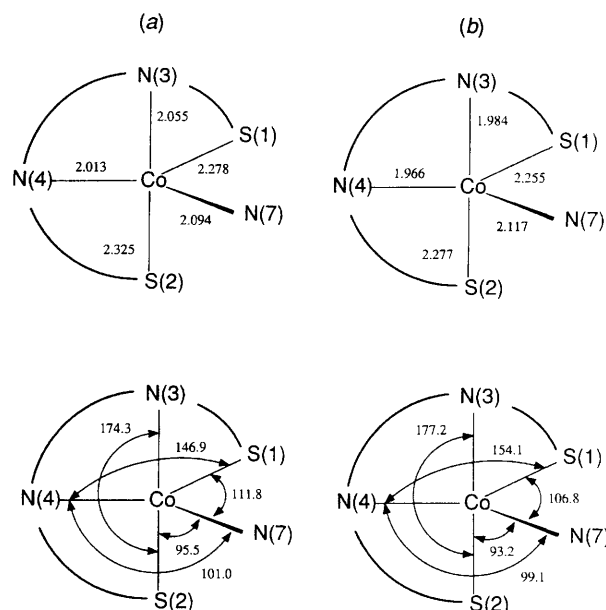 (a) (b)
N(3) N(3)
2.055 1.984
S(1) S(1)
2.013 2.278 1.966 2.255
N(4) Co N(4) Co
2.094 N(7) 2.117 N(7)
2.325 2.277
S(2) S(2)
N(3) N(3)
174.3 146.9 177.2 154.1
S(1) S(1)
N(4) Co 111.8 N(4) Co 106.8
N(7) N(7)
95.5 93.2
101.0 99.1
S(2) S(2)